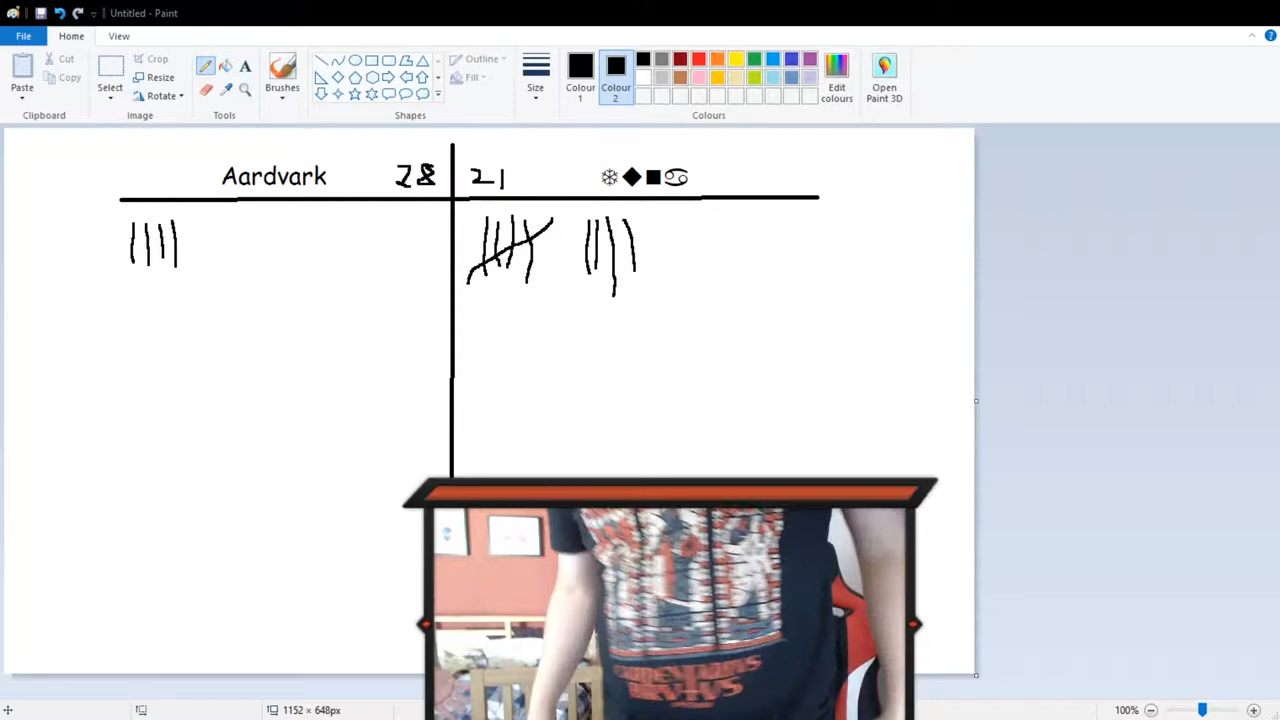 Untitled - Paint
File Home View
Paste
Cut
Copy
Clipboard
Select
Crop
Resize
Rotate
Image
Tools
Brushes
Shapes
Outline
Fill
Size
Colour 1
Colour 2
Edit colours
Colours
Open Paint 3D
Aardvark 28 21 ❄◆■♋
1152 × 648px
100%